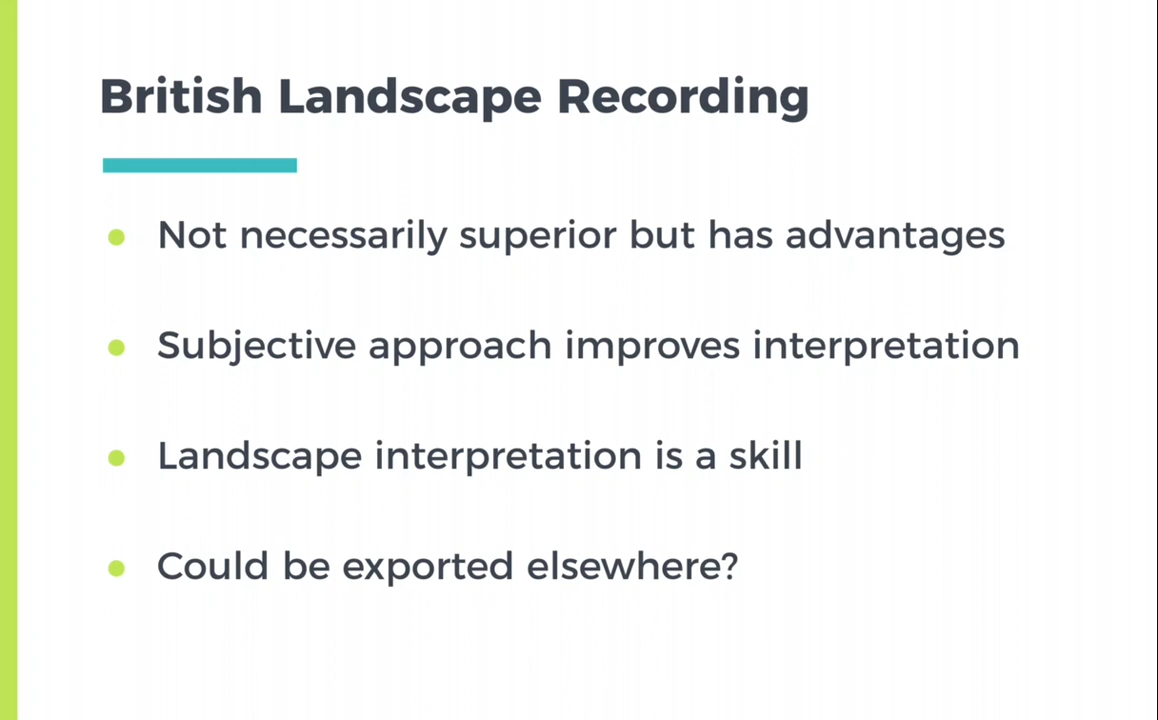 British Landscape Recording
Not necessarily superior but has advantages
Subjective approach improves interpretation
Landscape interpretation is a skill
Could be exported elsewhere?